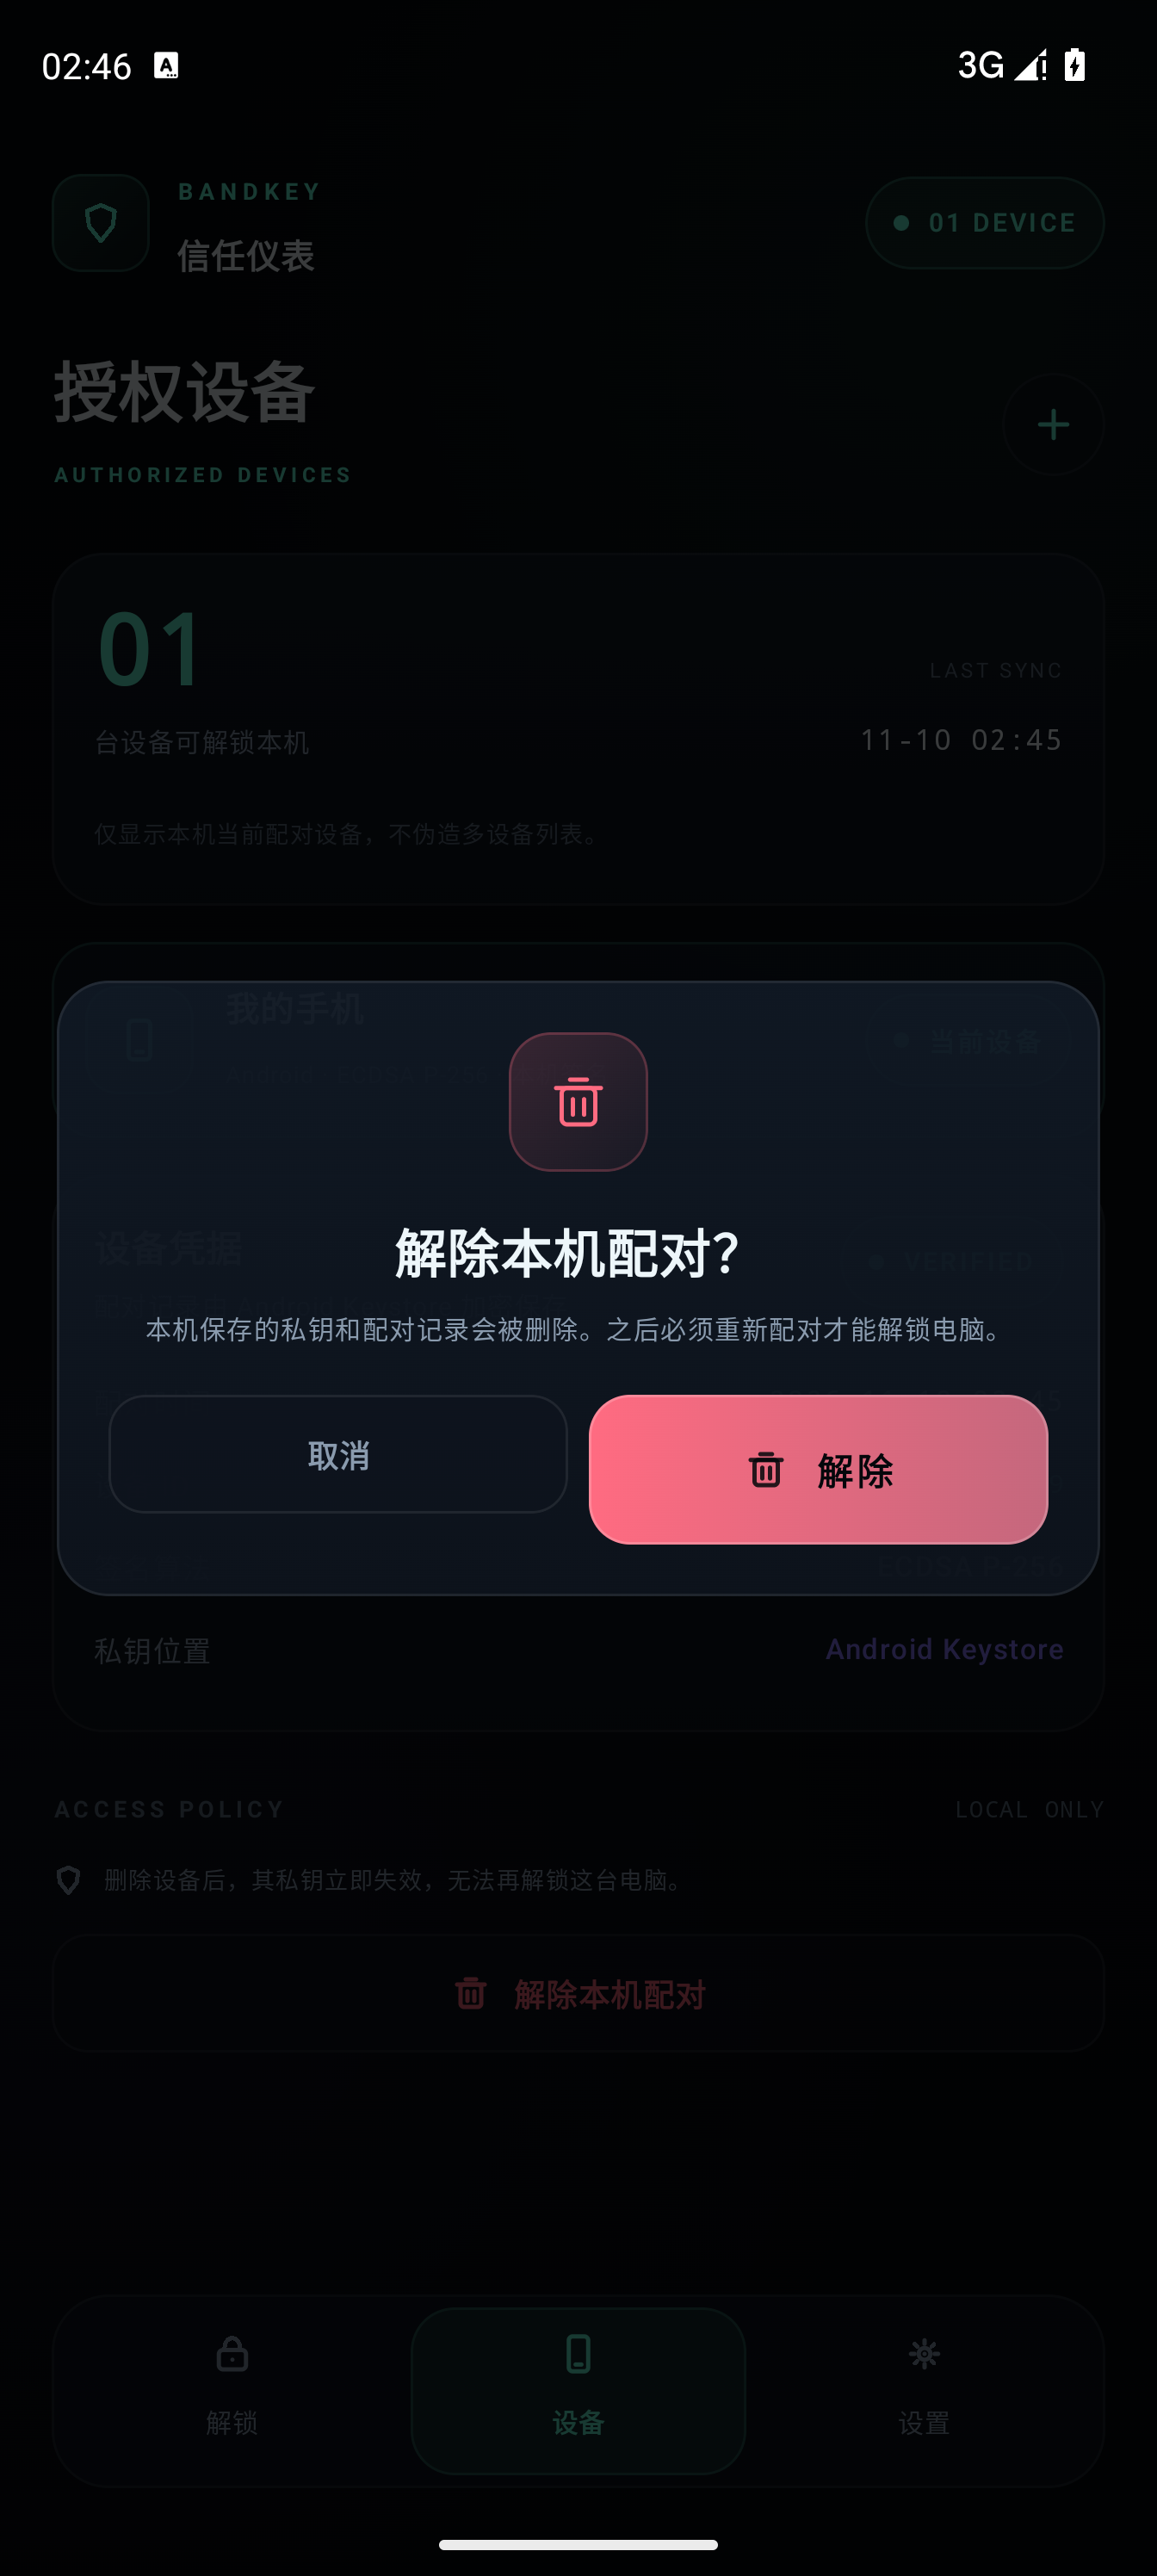 02:46
3G
BANDKEY
信任仪表
01 DEVICE
授权设备
AUTHORIZED DEVICES
01
LAST SYNC
台设备可解锁本机
11-10 02:45
仅显示本机当前配对设备，不伪造多设备列表。
我的手机
当前设备
设备凭据
VERIFIED
解除本机配对？
本机保存的私钥和配对记录会被删除。之后必须重新配对才能解锁电脑。
取消
解除
ECDSA P-256
私钥位置
Android Keystore
ACCESS POLICY
LOCAL ONLY
删除设备后，其私钥立即失效，无法再解锁这台电脑。
解除本机配对
解锁
设备
设置